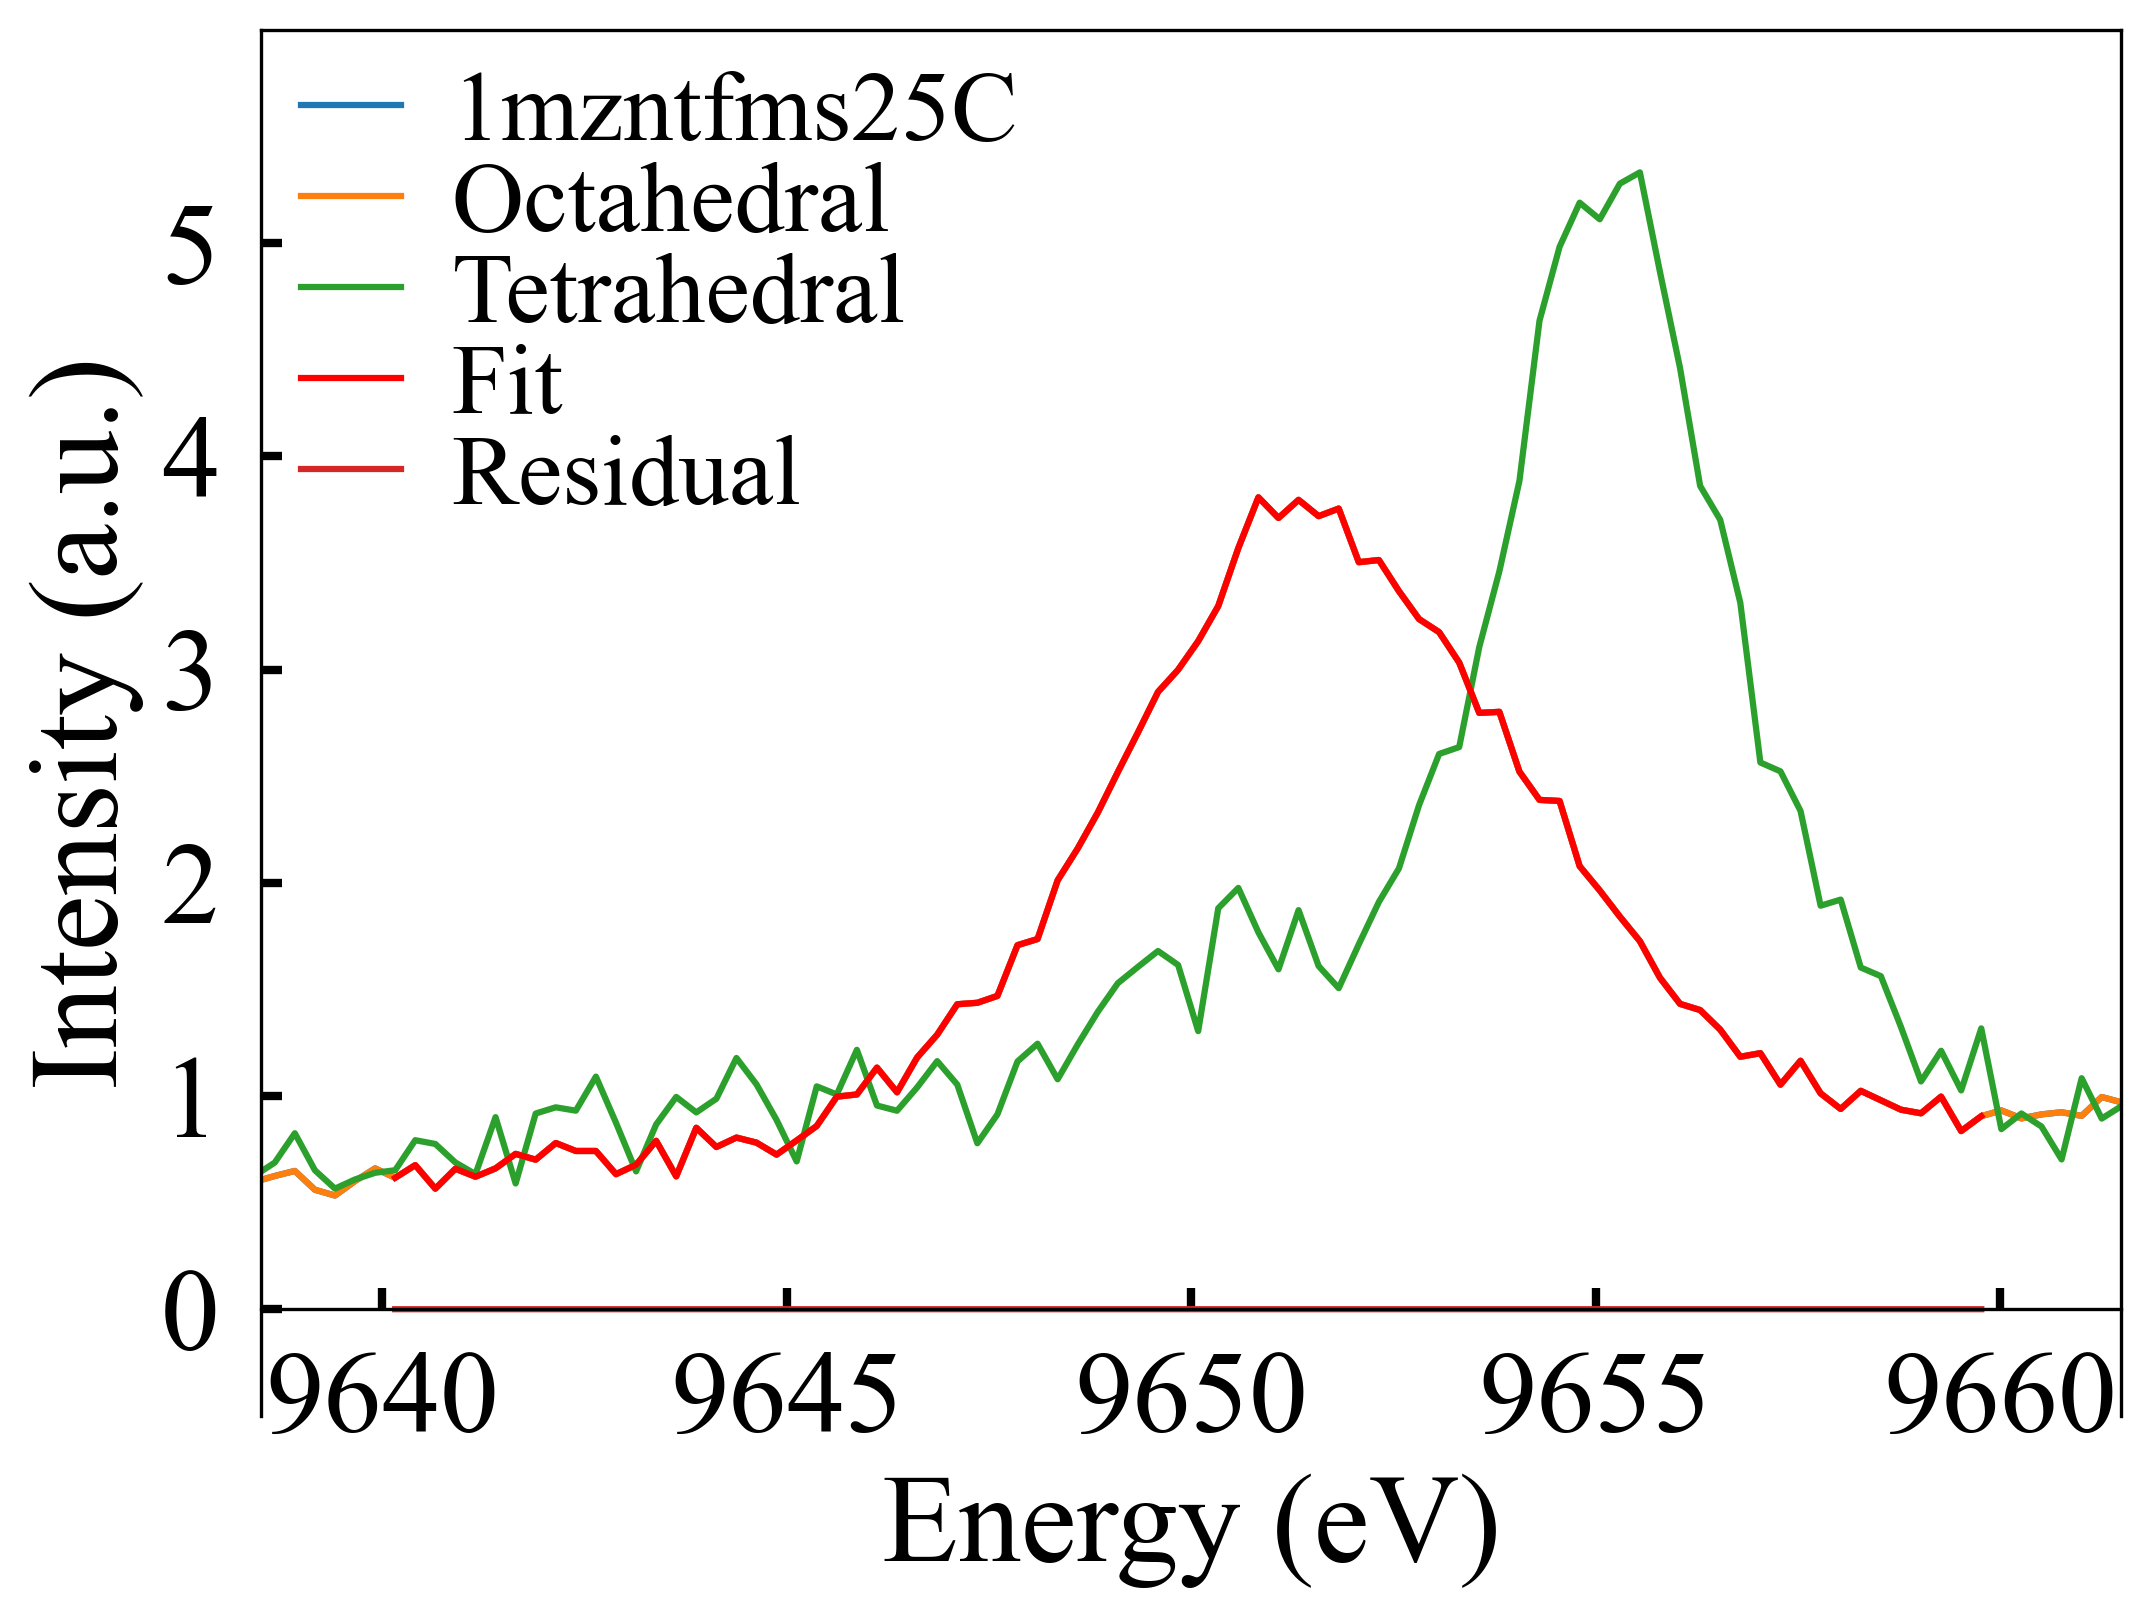 1mzntfms25C
Octahedral
Tetrahedral
Fit
Residual
Intensity (a.u.)
5
4
3
2
1
0
9640 9645 9650 9655 9660
Energy (eV)